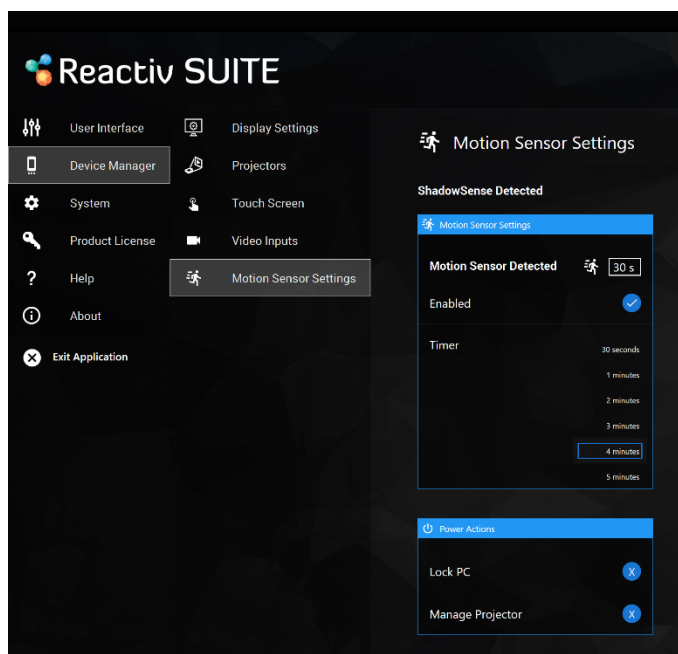 Reactiv SUITE
User Interface
Device Manager
System
Product License
? Help
About
X Exit Application
Display Settings
Projectors
Touch Screen
Video Inputs
Motion Sensor Settings
Motion Sensor Settings
ShadowSense Detected
Motion Sensor Settings
Motion Sensor Detected 30 s
Enabled
Timer
30 seconds
1 minutes
2 minutes
3 minutes
4 minutes
5 minutes
Power Actions
Lock PC X
Manage Projector X